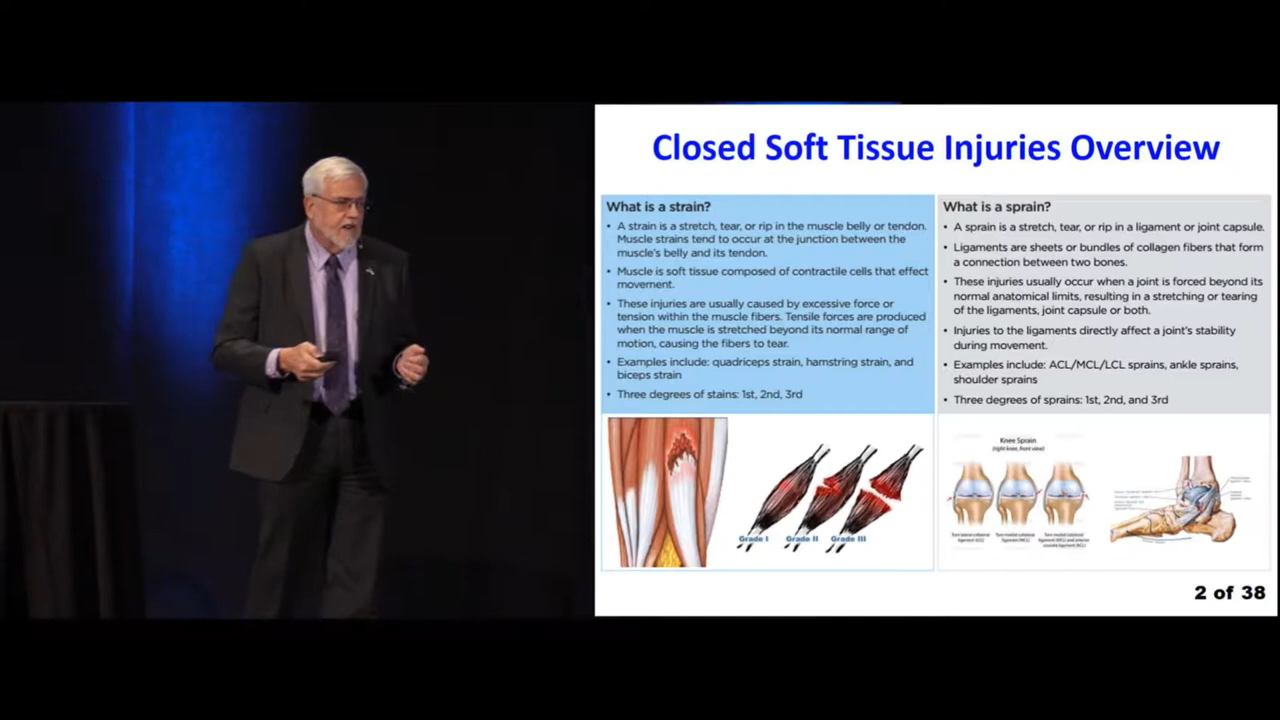 Closed Soft Tissue Injuries Overview
What is a strain?
• A strain is a stretch, tear, or rip in the muscle belly or tendon.
Muscle strains tend to occur at the junction between the
muscle's belly and its tendon.
• Muscle is soft tissue composed of contractile cells that effect
movement.
• These injuries are usually caused by excessive force or
tension within the muscle fibers. Tensile forces are produced
when the muscle is stretched beyond its normal range of
motion, causing the fibers to tear.
• Examples include: quadriceps strain, hamstring strain, and
biceps strain
• Three degrees of stains: 1st, 2nd, 3rd
Grade I Grade II Grade III
What is a sprain?
• A sprain is a stretch, tear, or rip in a ligament or joint capsule.
• Ligaments are sheets or bundles of collagen fibers that form
a connection between two bones.
• These injuries usually occur when a joint is forced beyond its
normal anatomical limits, resulting in a stretching or tearing
of the ligaments, joint capsule or both.
• Injuries to the ligaments directly affect a joint's stability
during movement.
• Examples include: ACL/MCL/LCL sprains, ankle sprains,
shoulder sprains
• Three degrees of sprains: 1st, 2nd, and 3rd
Knee Sprain
(right knee, front view)
2 of 38